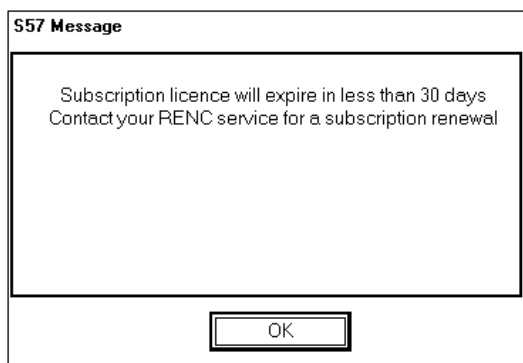 S57 Message
Subscription licence will expire in less than 30 days
Contact your RENC service for a subscription renewal
OK